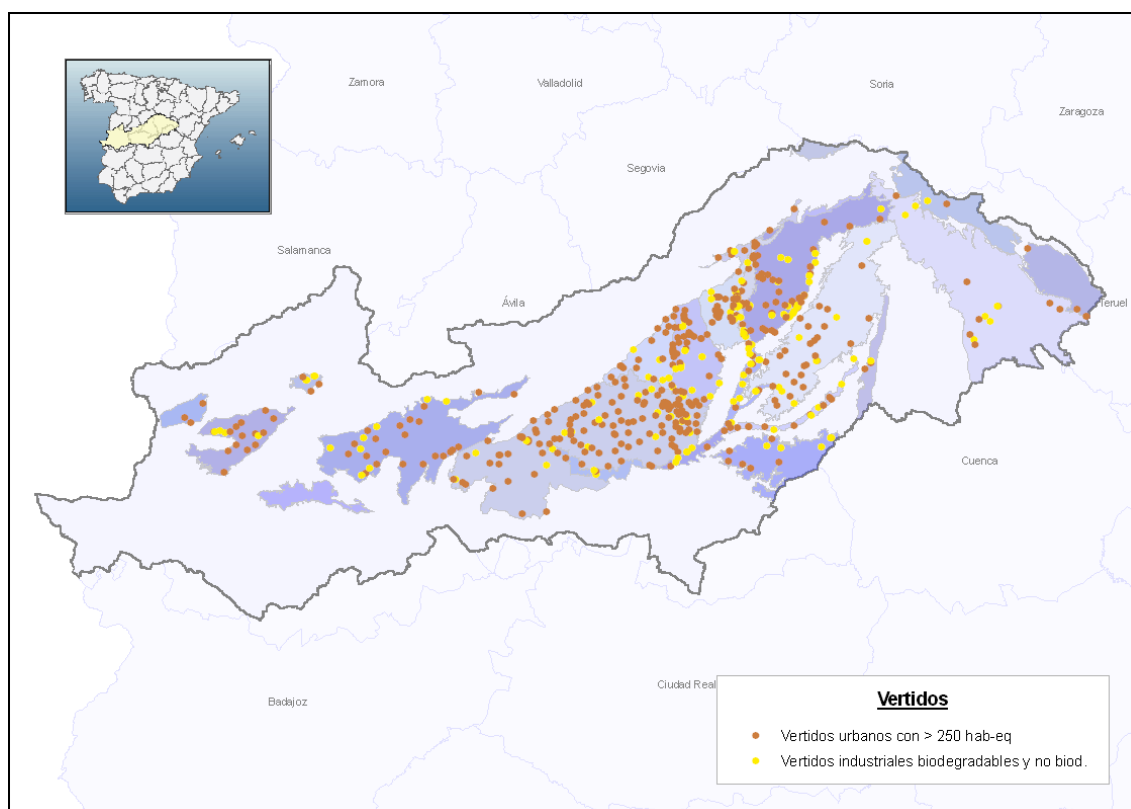 Zamora
Valladolid
Soria
Zaragoza
Segovia
Salamanca
Ávila
Teruel
Cuenca
Ciudad Real
Badajoz
Vertidos
Vertidos urbanos con > 250 hab-eq
Vertidos industriales biodegradables y no biod.